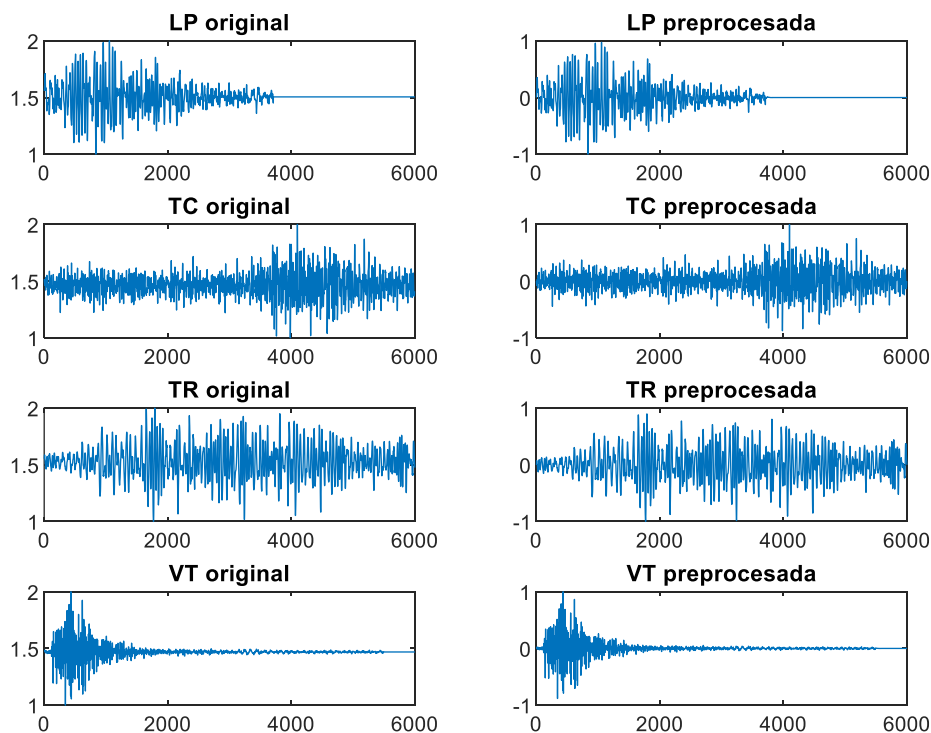 LP original
2
1.5
1
0 2000 4000 6000
LP preprocesada
1
0
-1
0 2000 4000 6000
TC original
2
1.5
1
0 2000 4000 6000
TC preprocesada
1
0
-1
0 2000 4000 6000
TR original
2
1.5
1
0 2000 4000 6000
TR preprocesada
1
0
-1
0 2000 4000 6000
VT original
2
1.5
1
0 2000 4000 6000
VT preprocesada
1
0
-1
0 2000 4000 6000